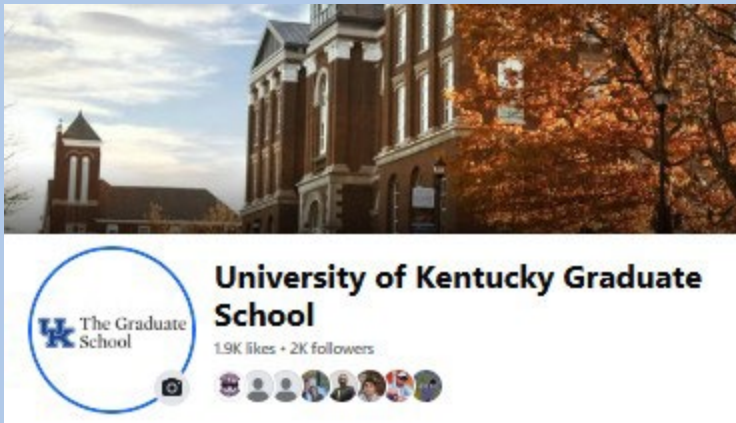 UK The Graduate
School
University of Kentucky Graduate
School
1.9K likes • 2K followers